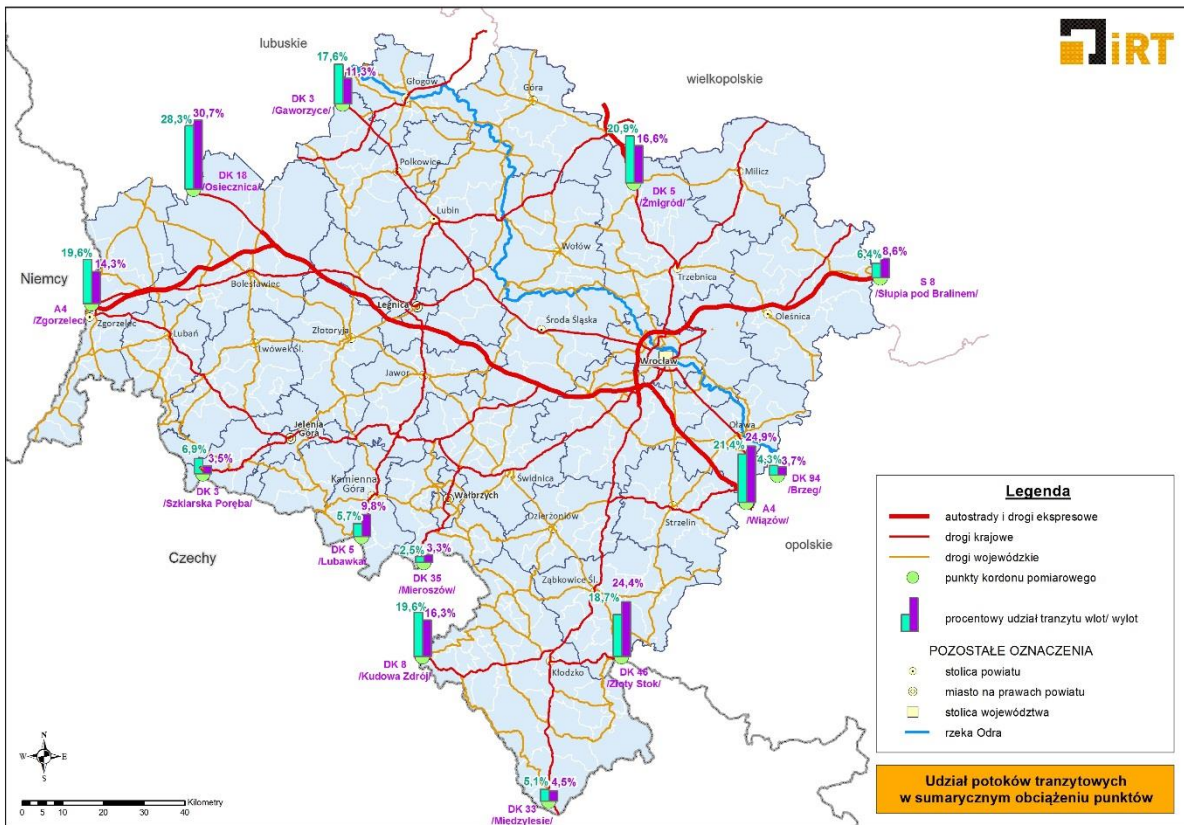 lubuskie
wielkopolskie
iRT
17,6%
11,3%
DK 3
/Gaworzyce/
Głogów
Góra
28,3%
30,7%
DK 18
/Osiecznica/
Polkowice
20,9%
16,6%
DK 5
/Żmigród/
Milicz
Lubin
Wołów
Trzebnica
6,4%
8,6%
S 8
/Słupia pod Bralinem/
19,6%
14,3%
Niemcy
A4
/Zgorzelec/
Zgorzelec
Bolesławiec
Legnica
Środa Śląska
Oleśnica
Lubań
Lwówek Śl.
Złotoryja
Wrocław
Jawor
Jelenia
Góra
Oława
21,4%
24,9%
4,3%
3,7%
DK 94
/Brzeg/
A4
/Wiązów/
6,9%
3,5%
DK 3
/Szklarska Poręba/
Kamienna
Góra
Wałbrzych
Świdnica
Dzierżoniów
Strzelin
opolskie
5,7%
9,8%
DK 5
/Lubawka/
Czechy
2,5%
3,3%
DK 35
/Mieroszów/
Ząbkowice Śl.
18,7%
24,4%
DK 46
/Złoty Stok/
19,6%
16,3%
DK 8
/Kudowa Zdrój/
Kłodzko
5,1%
4,5%
DK 33
/Międzylesie/
N
W
E
S
0
5
10
20
30
40
Kilometry
Legenda
autostrady i drogi ekspresowe
drogi krajowe
drogi wojewódzkie
punkty kordonu pomiarowego
procentowy udział tranzytu wlot/ wylot
POZOSTAŁE OZNACZENIA
stolica powiatu
miasto na prawach powiatu
stolica województwa
rzeka Odra
Udział potoków tranzytowych
w sumarycznym obciążeniu punktów